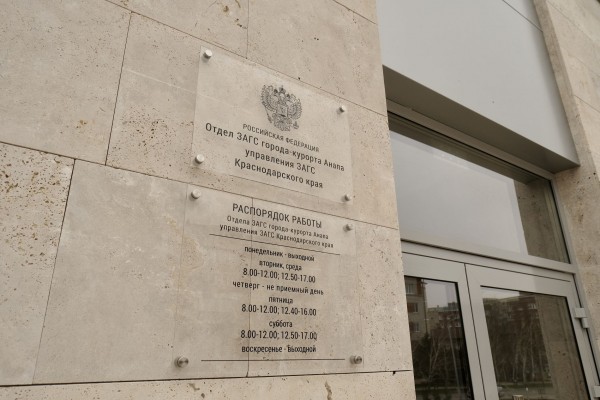 РОССИЙСКАЯ ФЕДЕРАЦИЯ
Отдел ЗАГС города-курорта Анапа
управления ЗАГС
Краснодарского края
РАСПОРЯДОК РАБОТЫ
Отдела ЗАГС города-курорта Анапа
управления ЗАГС Краснодарского края
понедельник - Выходной
вторник, среда
8.00-12.00; 12.50-17.00
четверг - не приемный день
пятница
8.00-12.00; 12.40-16.00
суббота
8.00-12.00; 12.50-17.00
воскресенье - Выходной